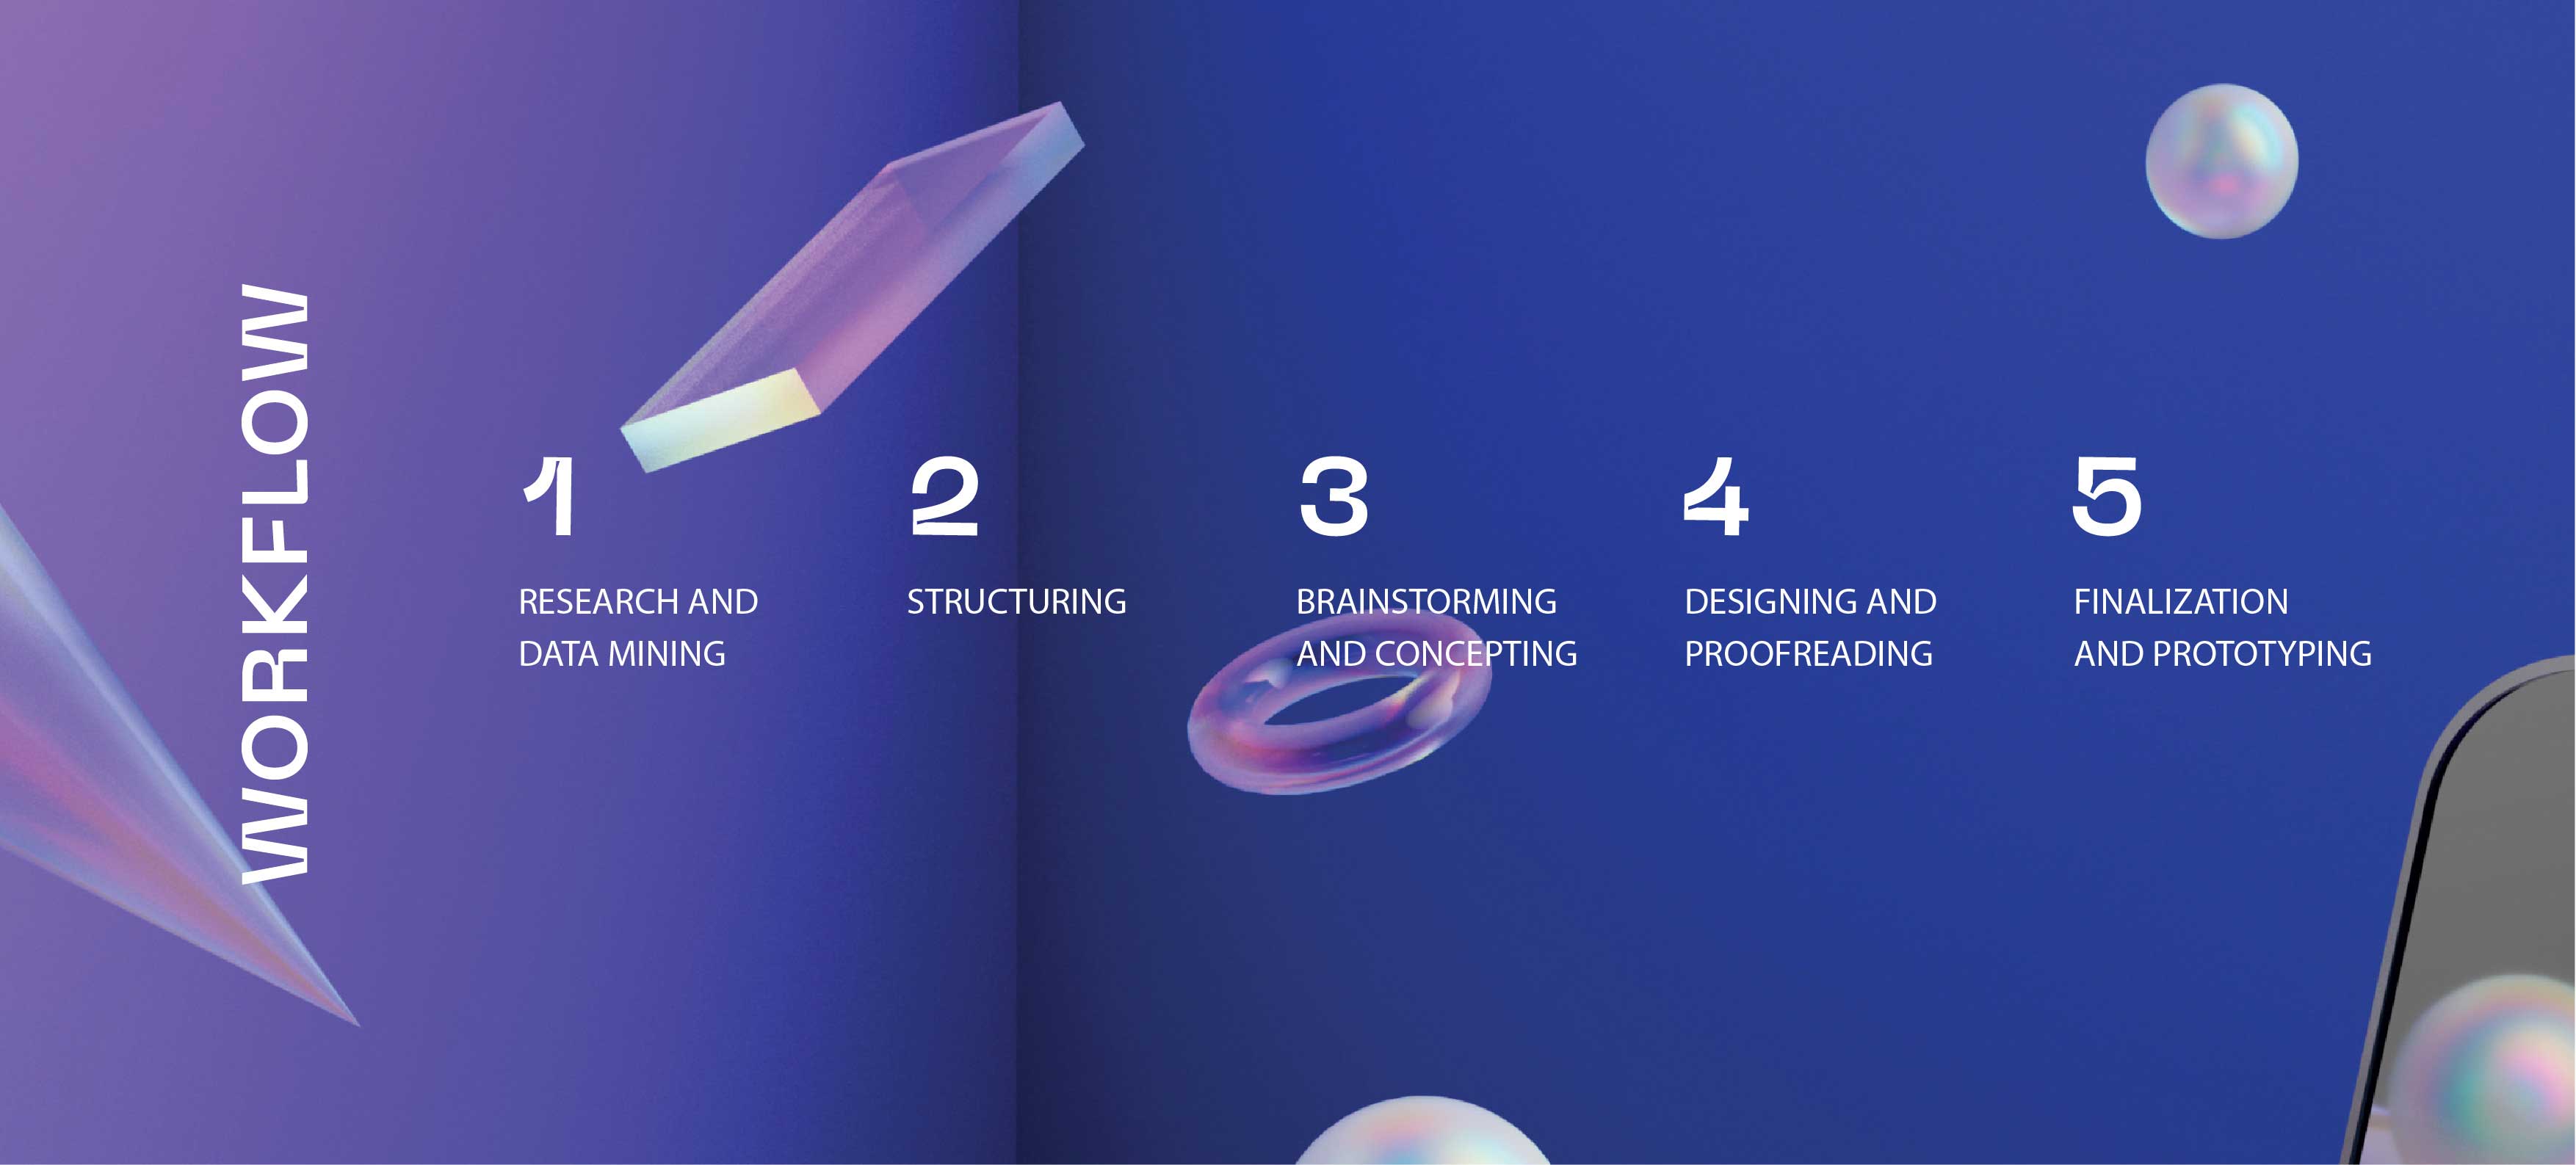 WORKFLOW
1
RESEARCH AND
DATA MINING
2
STRUCTURING
3
BRAINSTORMING
AND CONCEPTING
4
DESIGNING AND
PROOFREADING
5
FINALIZATION
AND PROTOTYPING